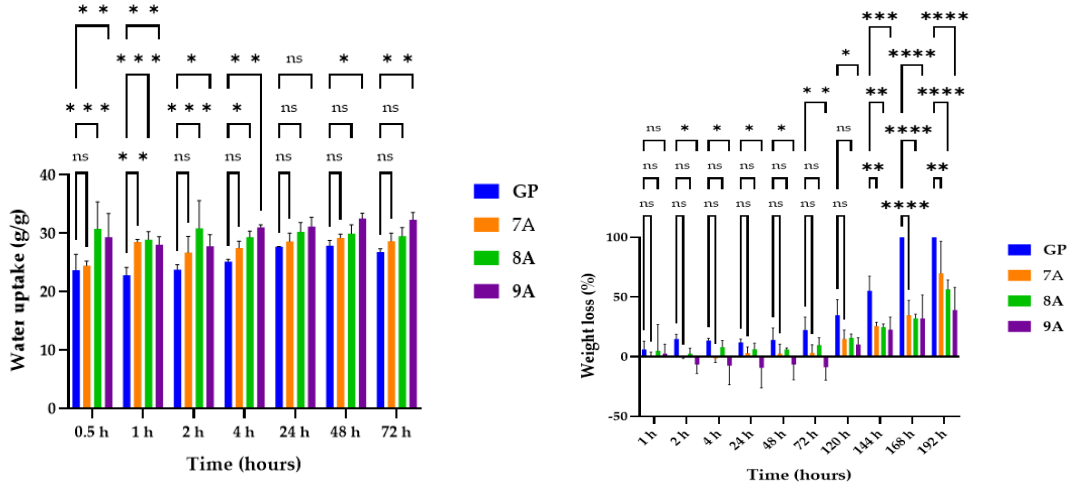 * * * *
* * * * * * ns * * *
* * * * * * * ns ns ns
ns * * ns ns ns ns ns
40
30
20
10
0
Water uptake (g/g)
0.5 h 1 h 2 h 4 h 24 h 48 h 72 h
Time (hours)
GP
7A
8A
9A
*** ****
* ****
* * ** ****
ns * * * * ns ****
ns ns ns ns ns ns ** **
ns ns ns ns ns ns ns ****
100
50
0
-50
Weight loss (%)
1 h 2 h 4 h 24 h 48 h 72 h 120 h 144 h 168 h 192 h
Time (hours)
GP
7A
8A
9A